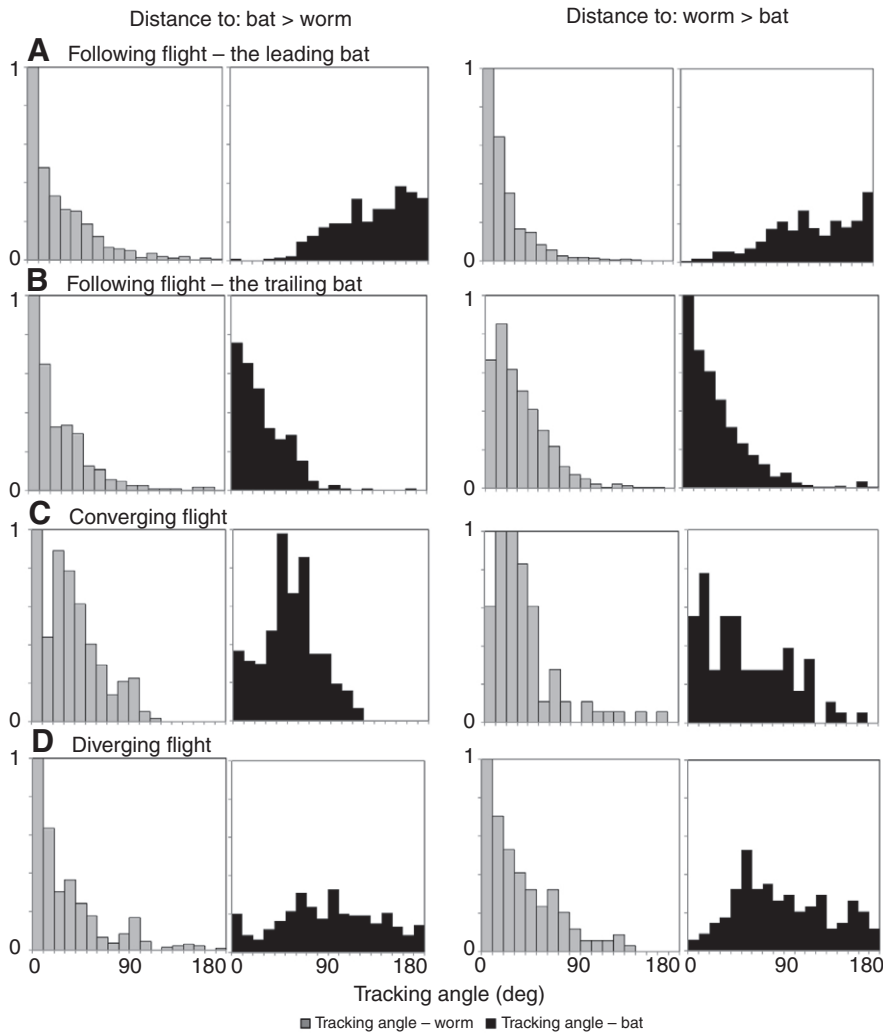 Distance to: bat > worm
Distance to: worm > bat
A Following flight – the leading bat
1
0
1
0
B Following flight – the trailing bat
1
0
1
0
C Converging flight
1
0
1
0
D Diverging flight
1
0
1
0
0 90 180 0 90 180
0 90 180 0 90 180
Tracking angle (deg)
Tracking angle – worm Tracking angle – bat